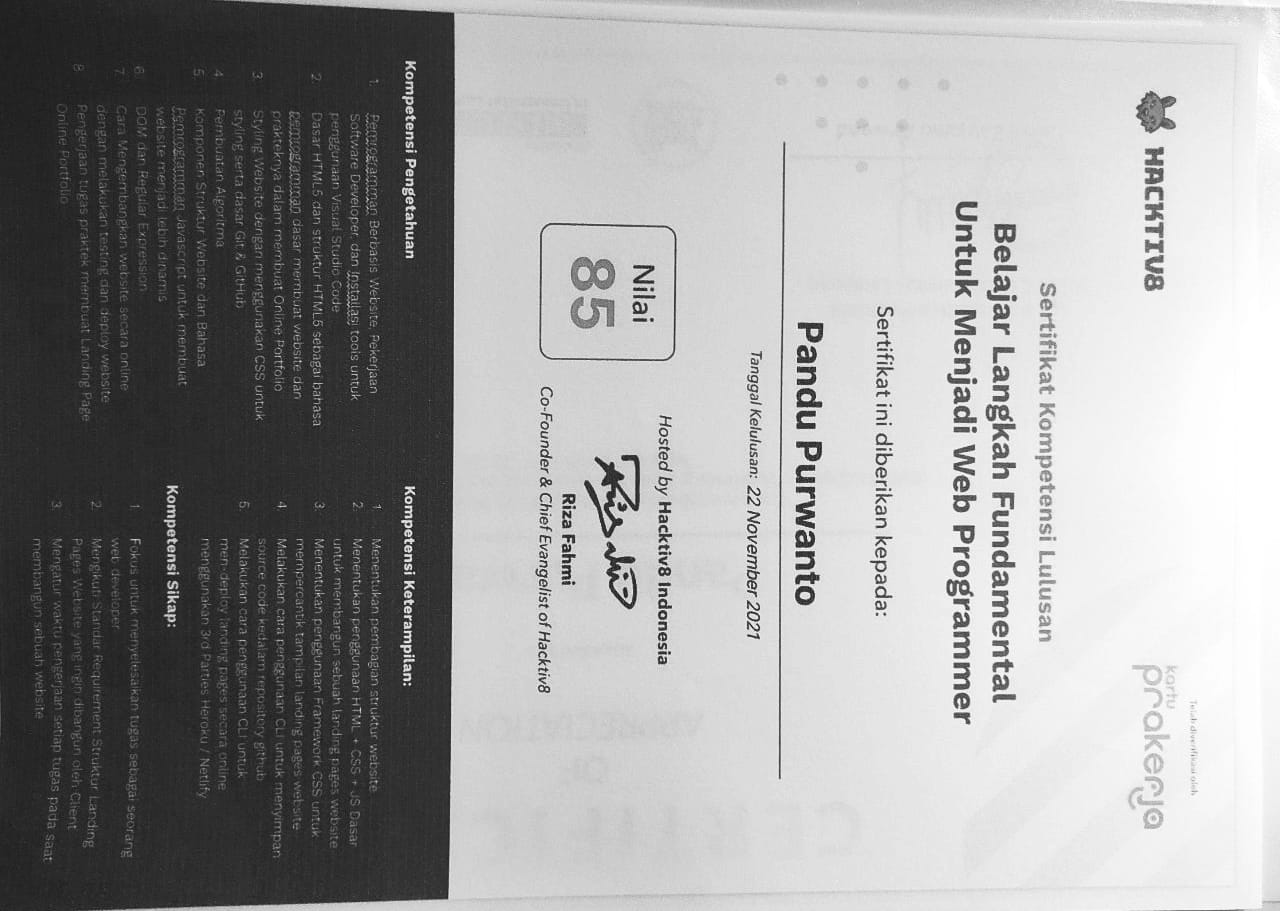 HACKTIV8
Telah diverifikasi oleh
kartu
prakerja
Sertifikat Kompetensi Lulusan
Belajar Langkah Fundamental
Untuk Menjadi Web Programmer
Sertifikat ini diberikan kepada:
Pandu Purwanto
Tanggal Kelulusan: 22 November 2021
Nilai
85
Hosted by Hacktiv8 Indonesia
Riza Fahmi
Co-Founder & Chief Evangelist of Hacktiv8
Kompetensi Pengetahuan
1. Pemrogramman Berbasis Website, Pekerjaan
Software Developer, dan Installasi tools untuk
penggunaan Visual Studio Code
2. Dasar HTML5 dan struktur HTML5 sebagai bahasa
pemrogramman dasar membuat website dan
prakteknya dalam membuat Online Portfolio
3. Styling Website dengan menggunakan CSS untuk
styling serta dasar Git & GitHub
4. Pembuatan Algoritma
5. Komponen Struktur Website dan Bahasa
Pemrogramman Javascript untuk membuat
website menjadi lebih dinamis
6. DOM dan Regular Expression
7. Cara Mengembangkan website secara online
dengan melakukan testing dan deploy website
8. Pengerjaan tugas praktek membuat Landing Page
Online Portfolio
Kompetensi Keterampilan:
1. Menentukan pembagian struktur website
2. Menentukan penggunaan HTML + CSS + JS Dasar
untuk membangun sebuah landing pages website
3. Menentukan penggunaan Framework CSS untuk
mempercantik tampilan landing pages website
4. Melakukan cara penggunaan CLI untuk menyimpan
source code kedalam repository github
5. Melakukan cara penggunaan CLI untuk
men-deploy landing pages secara online
menggunakan 3rd Parties Heroku / Netlify
Kompetensi Sikap:
1. Fokus untuk menyelesaikan tugas sebagai seorang
web developer
2. Mengikuti Standar Requirement Struktur Landing
Pages Website yang ingin dibangun oleh Client
3. Mengatur waktu pengerjaan setiap tugas pada saat
membangun sebuah website